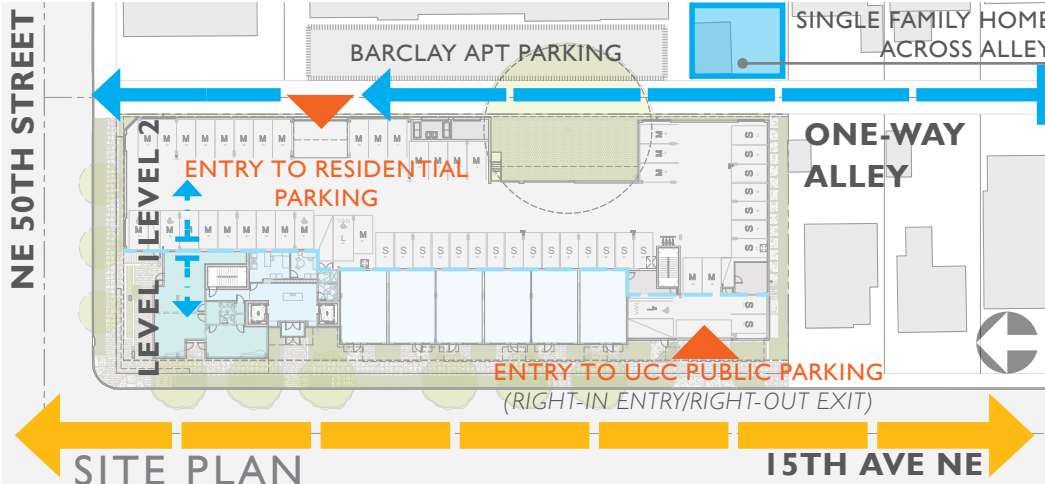 NE 50TH STREET
BARCLAY APT PARKING
SINGLE FAMILY HOME
ACROSS ALLEY
ONE-WAY
ALLEY
LEVEL 2
LEVEL 1
ENTRY TO RESIDENTIAL
PARKING
M M M M M M M M M M
M M M M
M M M M M M M M
VAN
L
M
M
M
M
S S S S S S S S S S S S S
S
S
S
S
S
S
S
S
M M
VAN
S
S
ENTRY TO UCC PUBLIC PARKING
(RIGHT-IN ENTRY/RIGHT-OUT EXIT)
SITE PLAN
15TH AVE NE